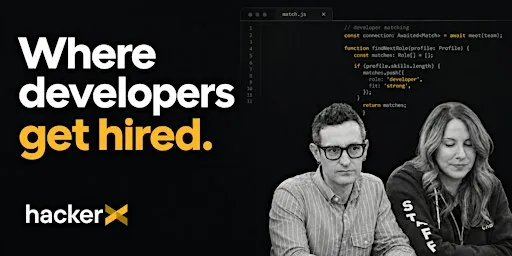 Where
developers
get hired.
hackerX
match.js
// developer matching
const connection: Awaited<Match> = await meet(team);
function findNextRole(profile: Profile) {
const matches: Role[] = [];
if (profile.skills.length) {
matches.push({
role: "developer",
fit: 'strong',
});
}
return matches;
STAFF